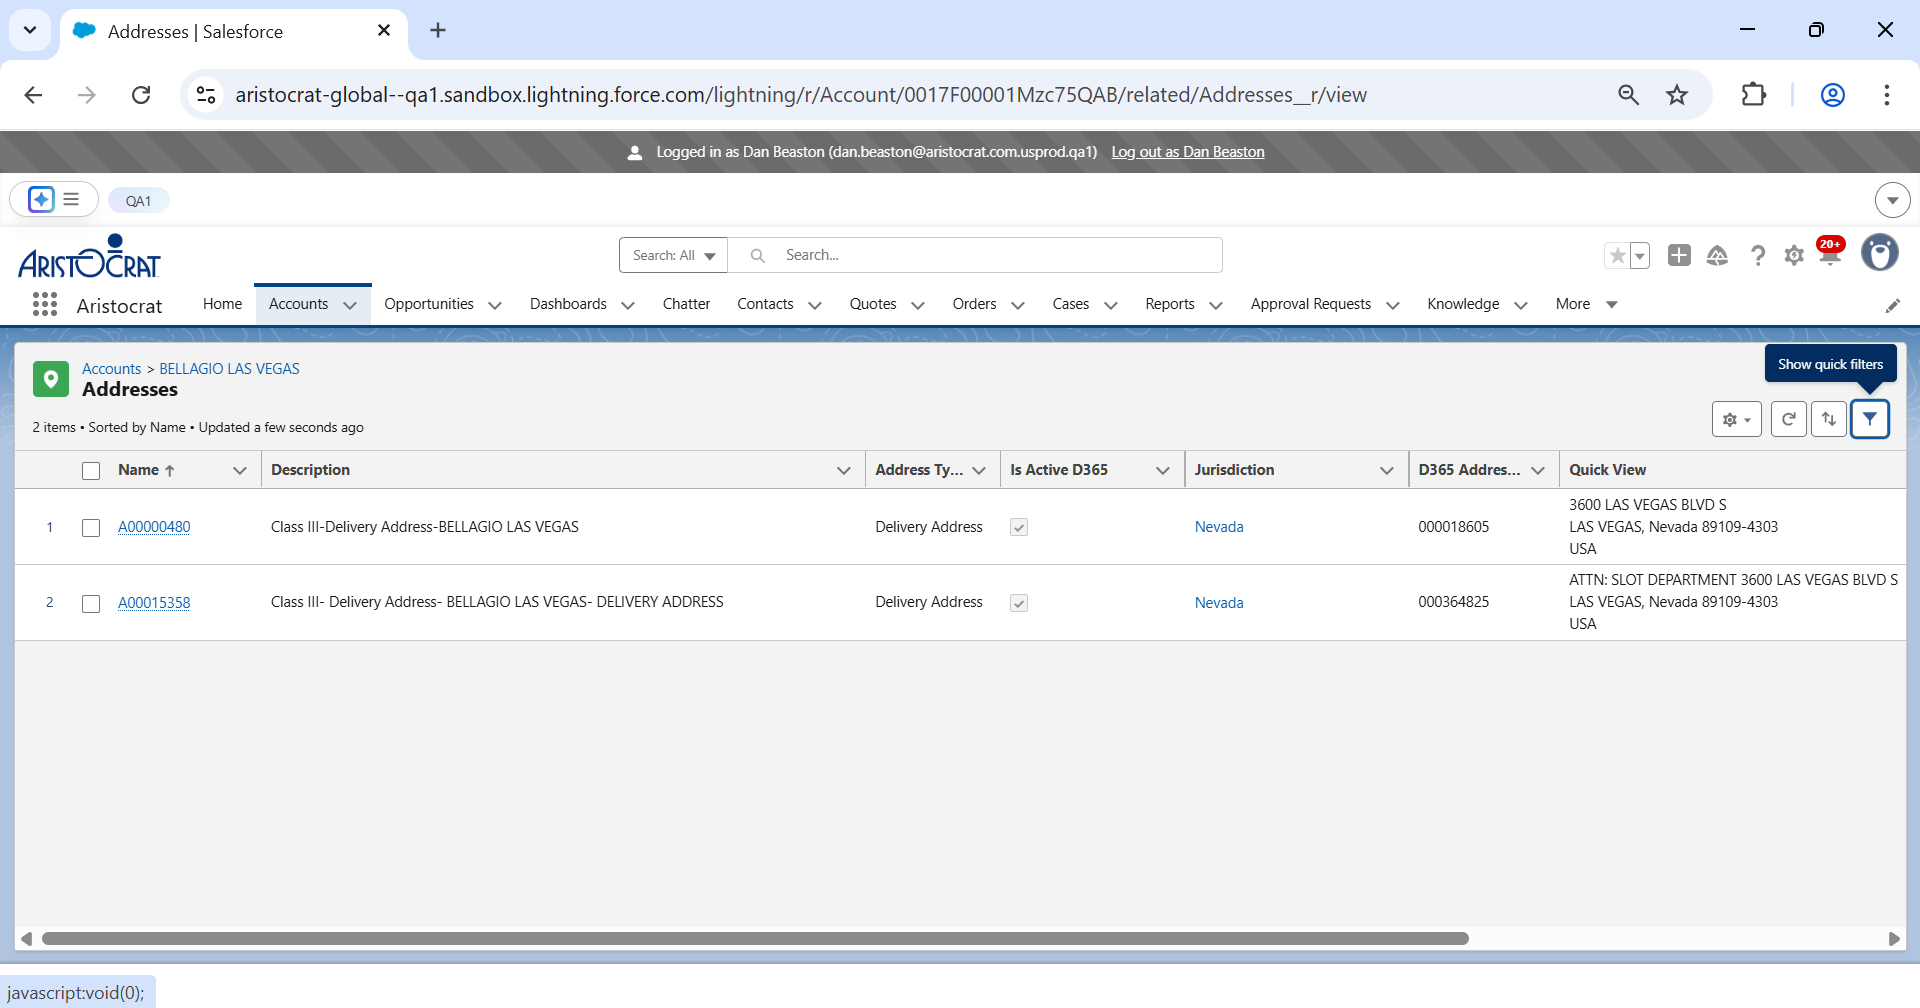 Addresses | Salesforce
aristocrat-global--qa1.sandbox.lightning.force.com/lightning/r/Account/0017F00001Mzc75QAB/related/Addresses__r/view
Logged in as Dan Beaston (dan.beaston@aristocrat.com.usprod.qa1) Log out as Dan Beaston
QA1
ARISTOCRAT
Search: All
Search...
20+
Aristocrat
Home
Accounts
Opportunities
Dashboards
Chatter
Contacts
Quotes
Orders
Cases
Reports
Approval Requests
Knowledge
More
Accounts > BELLAGIO LAS VEGAS
Addresses
Show quick filters
2 items • Sorted by Name • Updated a few seconds ago
Name
Description
Address Ty...
Is Active D365
Jurisdiction
D365 Addres...
Quick View
1
A00000480
Class III-Delivery Address-BELLAGIO LAS VEGAS
Delivery Address
Nevada
000018605
3600 LAS VEGAS BLVD S
LAS VEGAS, Nevada 89109-4303
USA
2
A00015358
Class III- Delivery Address- BELLAGIO LAS VEGAS- DELIVERY ADDRESS
Delivery Address
Nevada
000364825
ATTN: SLOT DEPARTMENT 3600 LAS VEGAS BLVD S
LAS VEGAS, Nevada 89109-4303
USA
javascript:void(0);